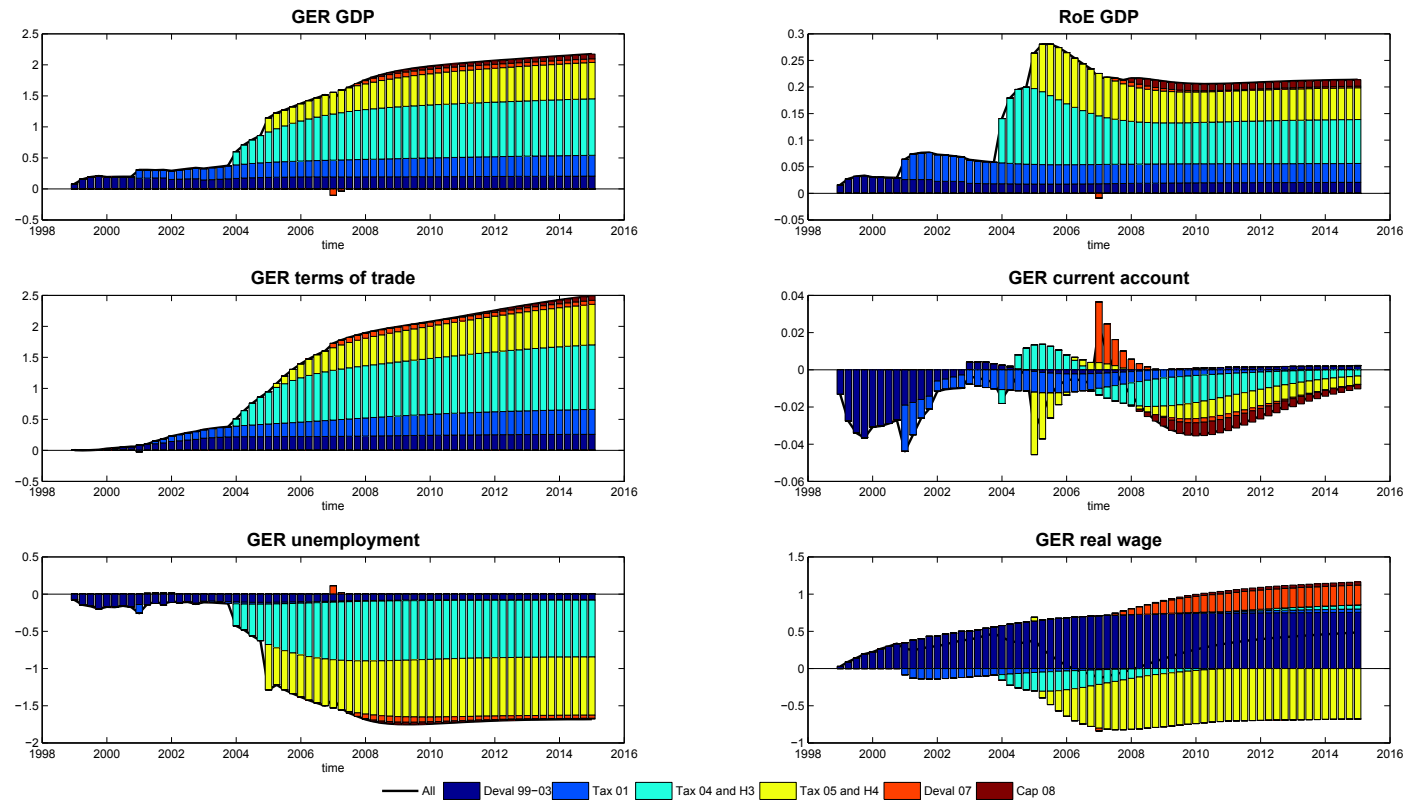 GER GDP
2.5
2
1.5
1
0.5
0
−0.5
1998 2000 2002 2004 2006 2008 2010 2012 2014 2016
time
RoE GDP
0.3
0.25
0.2
0.15
0.1
0.05
0
−0.05
1998 2000 2002 2004 2006 2008 2010 2012 2014 2016
time
GER terms of trade
2.5
2
1.5
1
0.5
0
−0.5
1998 2000 2002 2004 2006 2008 2010 2012 2014 2016
time
GER current account
0.04
0.02
0
−0.02
−0.04
−0.06
1998 2000 2002 2004 2006 2008 2010 2012 2014 2016
time
GER unemployment
0.5
0
−0.5
−1
−1.5
−2
1998 2000 2002 2004 2006 2008 2010 2012 2014 2016
time
GER real wage
1.5
1
0.5
0
−0.5
−1
1998 2000 2002 2004 2006 2008 2010 2012 2014 2016
time
All Deval 99−03 Tax 01 Tax 04 and H3 Tax 05 and H4 Deval 07 Cap 08